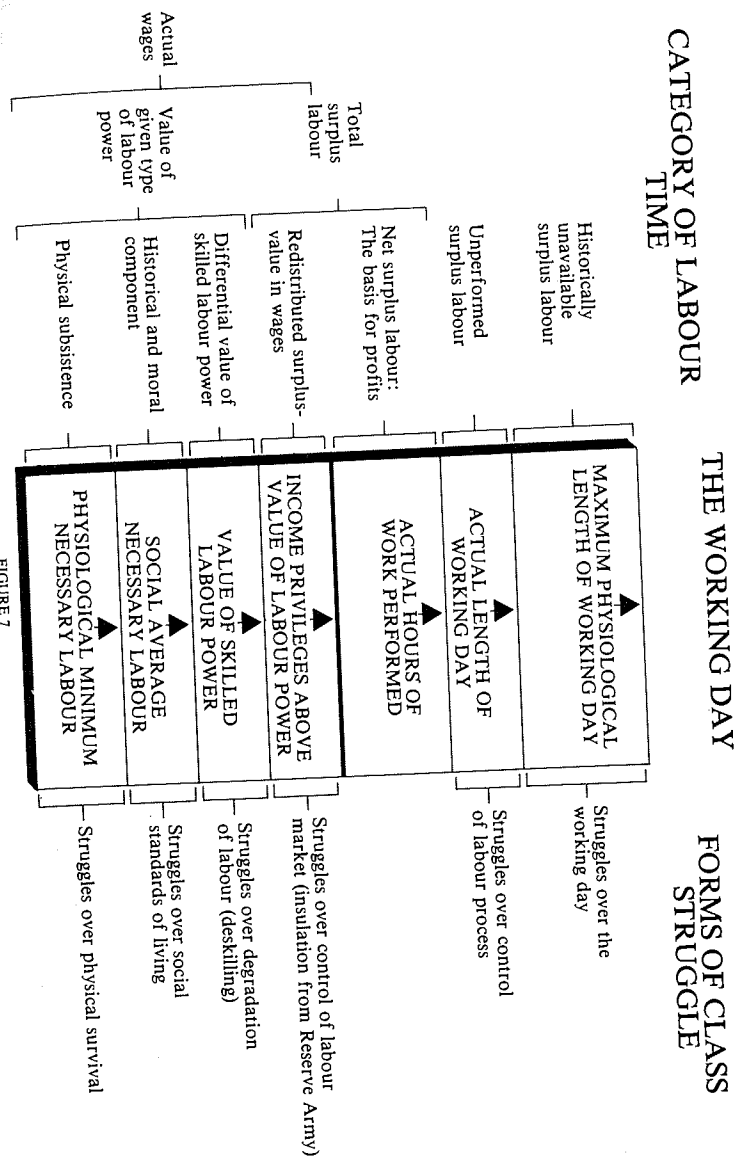 CATEGORY OF LABOUR
TIME
THE WORKING DAY
FORMS OF CLASS
STRUGGLE
Historically
unavailable
surplus labour
MAXIMUM PHYSIOLOGICAL
LENGTH OF WORKING DAY
Struggles over the
working day
Unperformed
surplus labour
ACTUAL LENGTH OF
WORKING DAY
Struggles over control
of labour process
Total
surplus
labour
Net surplus labour:
The basis for profits
ACTUAL HOURS OF
WORK PERFORMED
Redistributed surplus-
value in wages
INCOME PRIVILEGES ABOVE
VALUE OF LABOUR POWER
Struggles over control of labour
market (insulation from Reserve Army)
Actual
wages
Value of
given type
of labour
power
Differential value of
skilled labour power
VALUE OF SKILLED
LABOUR POWER
Struggles over degradation
of labour (deskilling)
Historical and moral
component
SOCIAL AVERAGE
NECESSARY LABOUR
Struggles over social
standards of living
Physical subsistence
PHYSIOLOGICAL MINIMUM
NECESSARY LABOUR
Struggles over physical survival
FIGURE 7